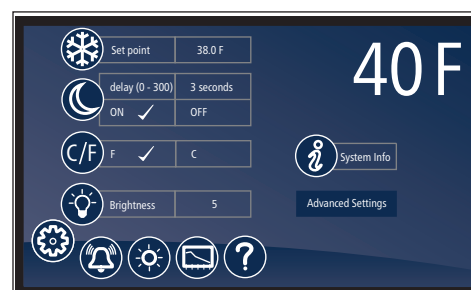 Set point 38.0 F
40 F
delay (0 - 300) 3 seconds
ON OFF
C/F F C
System Info
Brightness 5
Advanced Settings
?